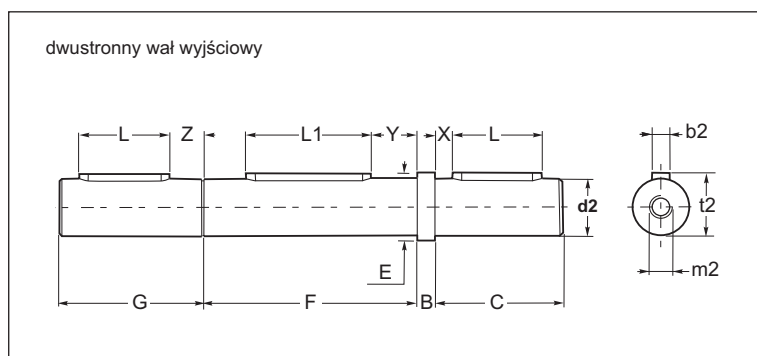 dwustronny wał wyjściowy
L Z L1 Y X L b2
d2 t2
E m2
G F B C